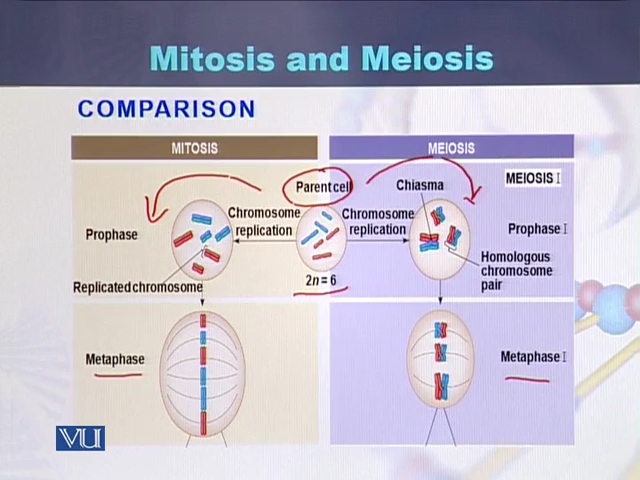 Mitosis and Meiosis
COMPARISON
MITOSIS
MEIOSIS
MEIOSIS I
Parent cell
Chiasma
Chromosome
replication
Chromosome
replication
Prophase
Prophase I
Homologous
chromosome
pair
Replicated chromosome
2n = 6
Metaphase
Metaphase I
VU